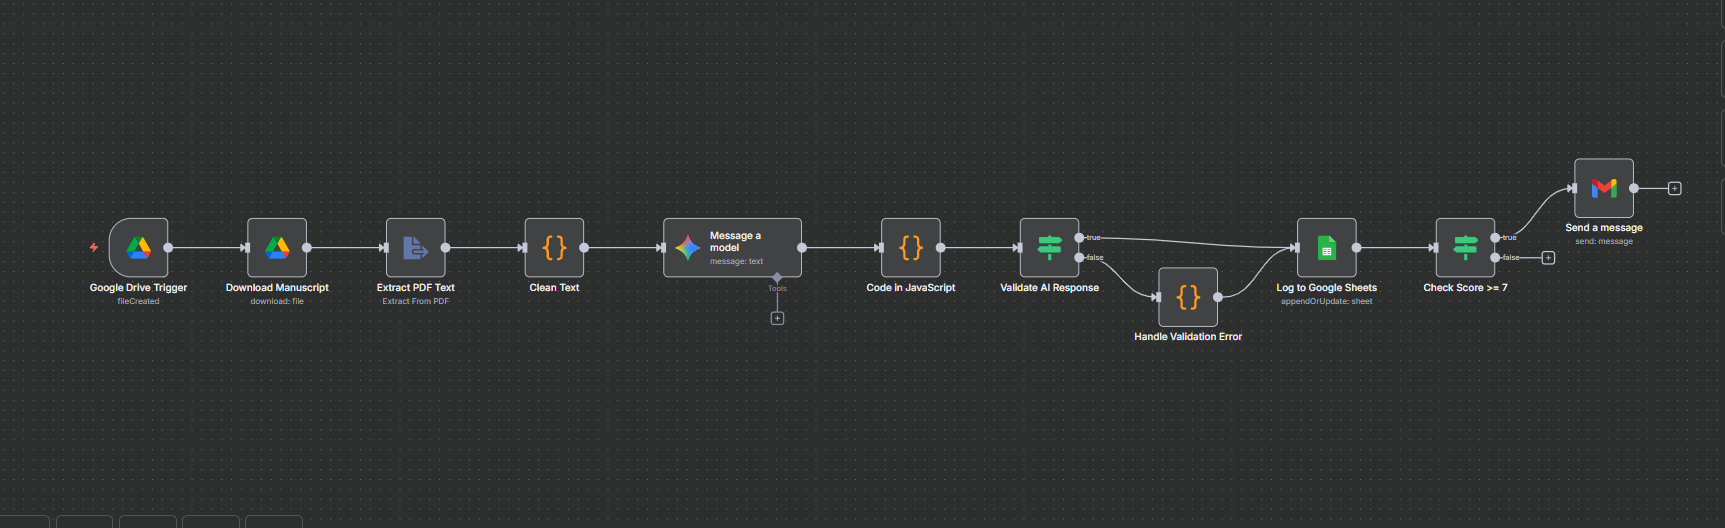 Google Drive Trigger
fileCreated
Download Manuscript
download: file
Extract PDF Text
Extract From PDF
Clean Text
Message a
model
message: text
Tools
Code in JavaScript
true
false
Validate AI Response
Handle Validation Error
Log to Google Sheets
appendOrUpdate: sheet
true
false
Check Score >= 7
Send a message
send: message